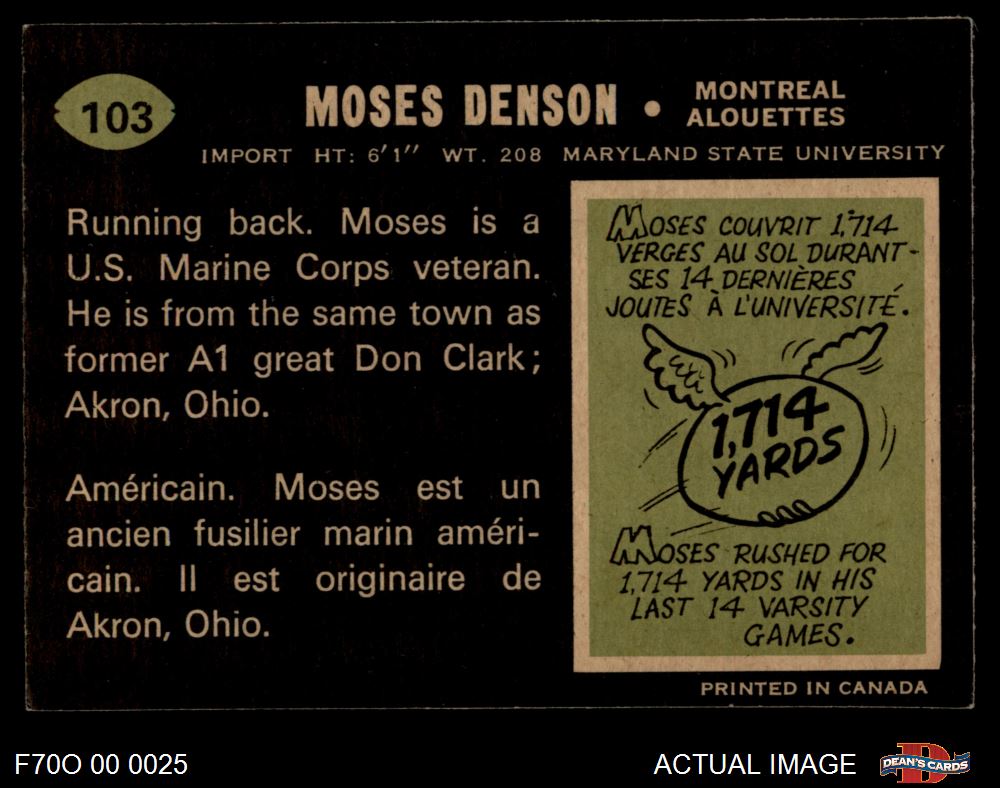 103
MOSES DENSON • MONTREAL ALOUETTES
IMPORT HT: 6'1" WT. 208 MARYLAND STATE UNIVERSITY
Running back. Moses is a
U.S. Marine Corps veteran.
He is from the same town as
former A1 great Don Clark;
Akron, Ohio.
Américain. Moses est un
ancien fusilier marin améri-
cain. Il est originaire de
Akron, Ohio.
MOSES COUVRIT 1,714
VERGES AU SOL DURANT-
SES 14 DERNIÈRES
JOUTES À L'UNIVERSITÉ.
1,714
YARDS
MOSES RUSHED FOR
1,714 YARDS IN HIS
LAST 14 VARSITY
GAMES.
PRINTED IN CANADA
F70O 00 0025
ACTUAL IMAGE
DEAN'S CARDS